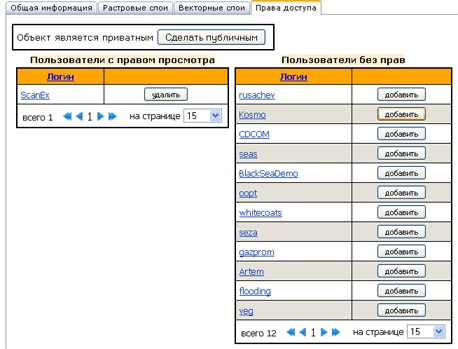 Общая информация Растровые слои Векторные слои Права доступа
Объект является приватным Сделать публичным
Пользователи с правом просмотра
Логин
ScanEx удалить
всего 1 1 на странице 15
Пользователи без прав
Логин
rusachev добавить
Kosmo добавить
CDCOM добавить
seas добавить
BlackSeaDemo добавить
oopt добавить
whitecoats добавить
seza добавить
gazprom добавить
Artem добавить
flooding добавить
veg добавить
всего 12 1 на странице 15